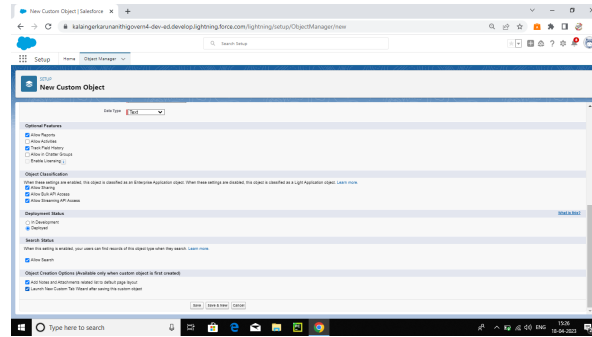 New Custom Object | Salesforce
kalaingerkarunanithigovern4-dev-ed.develop.lightning.force.com/lightning/setup/ObjectManager/new
Search Setup
Setup
Home
Object Manager
SETUP
New Custom Object
Data Type
Text
Optional Features
Allow Reports
Allow Activities
Track Field History
Allow in Chatter Groups
Enable Licensing
Object Classification
When these settings are enabled, this object is classified as an Enterprise Application object. When these settings are disabled, this object is classified as a Light Application object. Learn more.
Allow Sharing
Allow Bulk API Access
Allow Streaming API Access
Deployment Status
What is this?
In Development
Deployed
Search Status
When this setting is enabled, your users can find records of this object type when they search. Learn more.
Allow Search
Object Creation Options (Available only when custom object is first created)
Add Notes and Attachments related list to default page layout
Launch New Custom Tab Wizard after saving this custom object
Save
Save & New
Cancel
Type here to search
ENG
15:26
18-04-2023